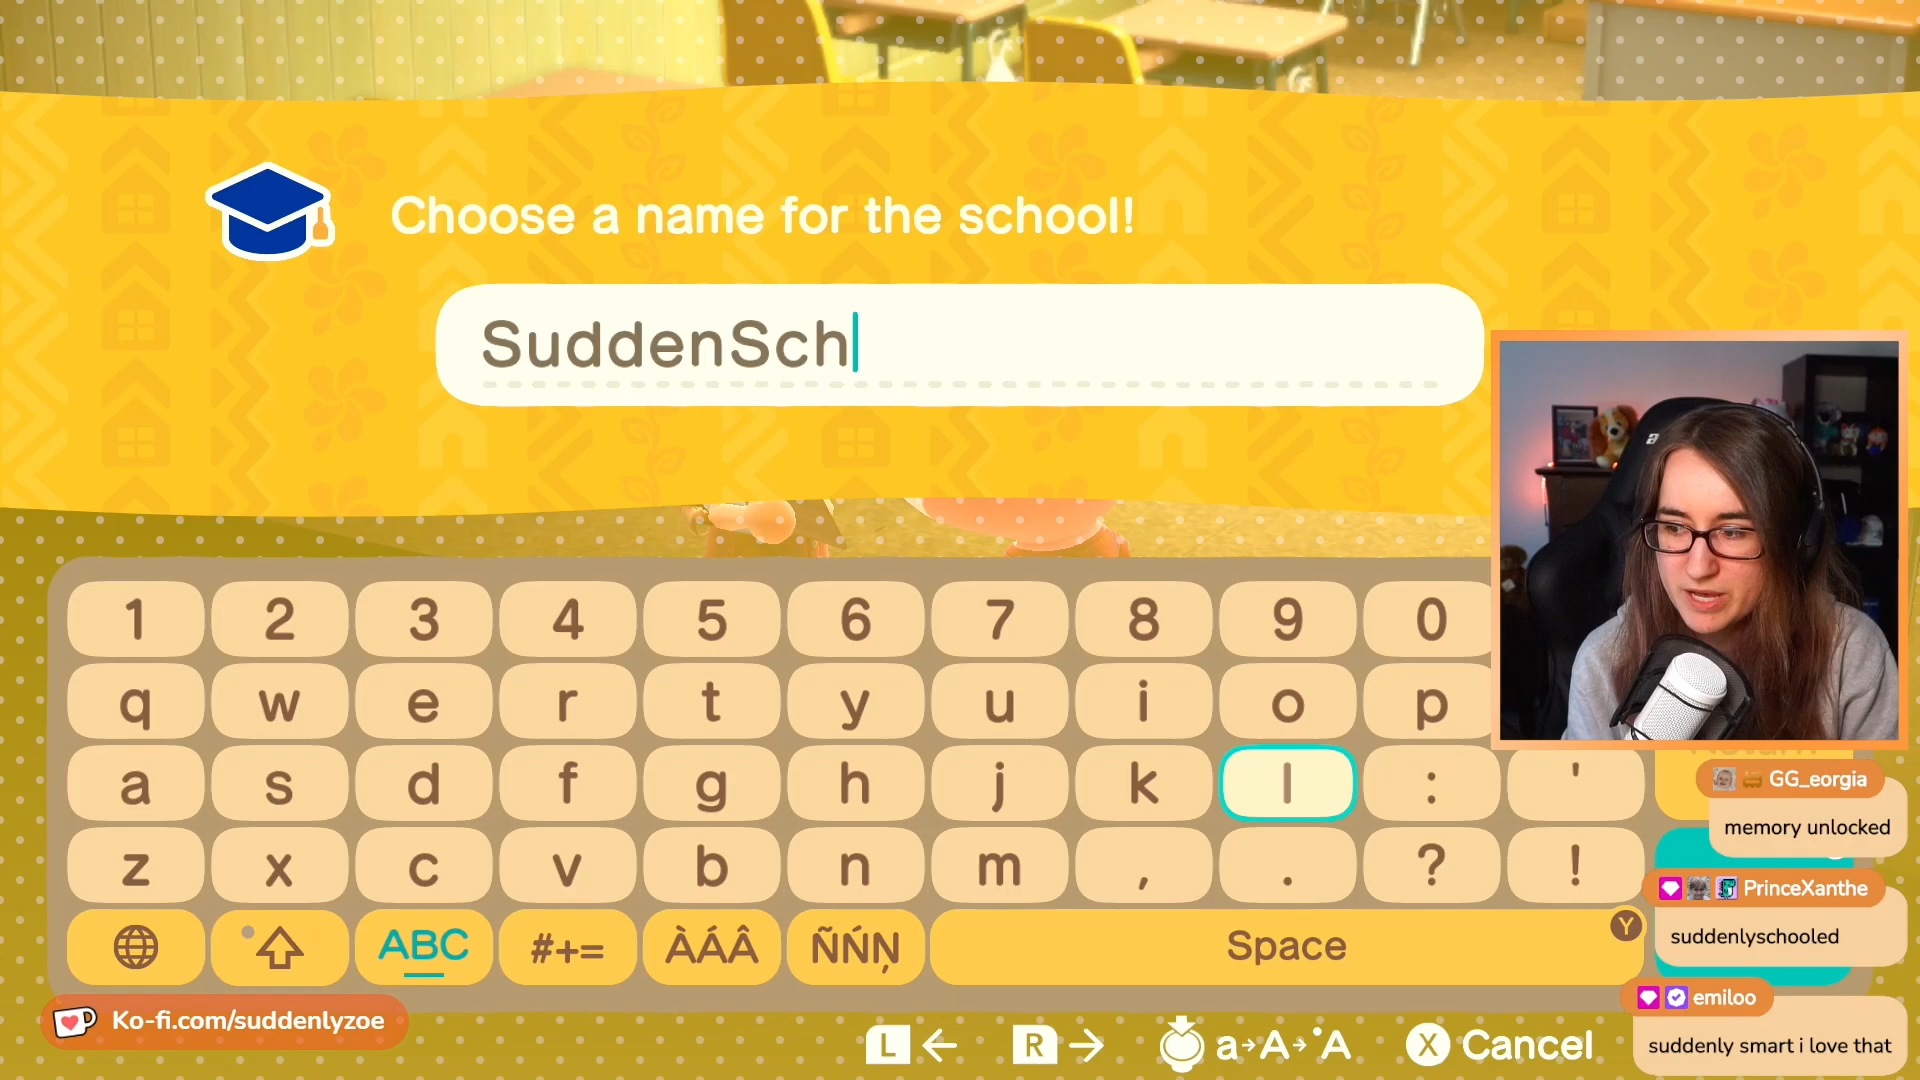 Choose a name for the school!
SuddenSch
1 2 3 4 5 6 7 8 9 0
q w e r t y u i o p
a s d f g h j k l : '
z x c v b n m , . ? !
ABC #+= ÀÁÂ ÑŃŅ Space Y
GG_eorgia
memory unlocked
PrinceXanthe
suddenlyschooled
emiloo
suddenly smart i love that
Ko-fi.com/suddenlyzoe
L ← R → a→A→•A X Cancel